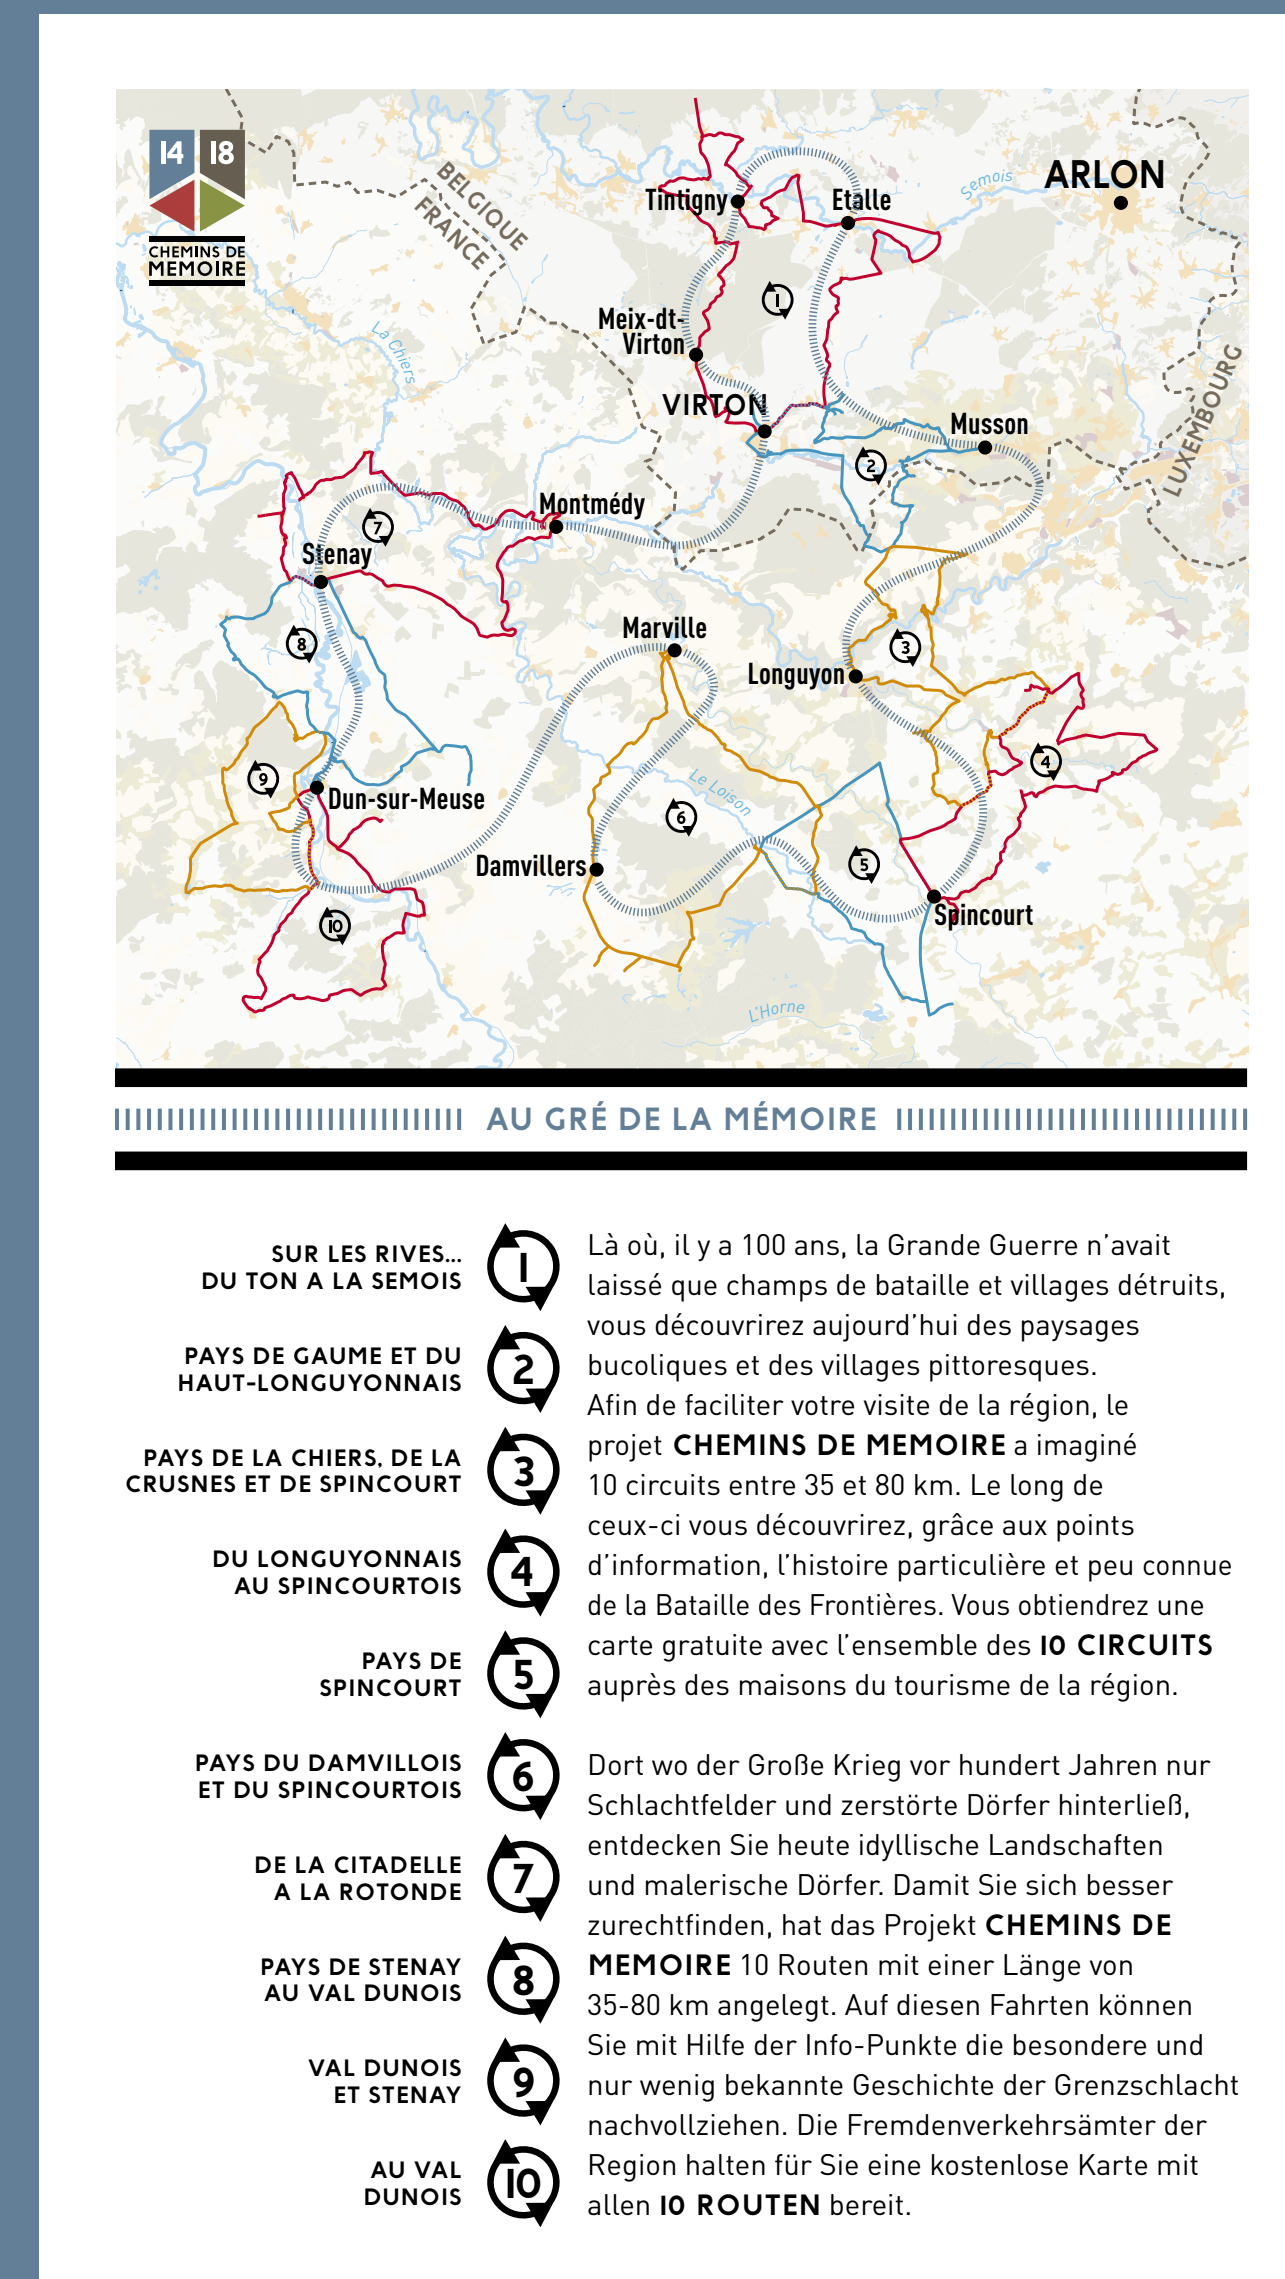 14 18
CHEMINS DE
MEMOIRE
BELGIQUE
FRANCE
Tintigny
Etalle
Semois
ARLON
1
Meix-dt-
Virton
La Chiers
LUXEMBOURG
VIRTON
Musson
2
Montmédy
7
Stenay
8
Marville
3
Longuyon
4
9
Dun-sur-Meuse
Le Loison
6
Damvillers
5
Spincourt
10
L'Horne
AU GRÉ DE LA MÉMOIRE
SUR LES RIVES...
DU TON A LA SEMOIS
1
PAYS DE GAUME ET DU
HAUT-LONGUYONNAIS
2
PAYS DE LA CHIERS, DE LA
CRUSNES ET DE SPINCOURT
3
DU LONGUYONNAIS
AU SPINCOURTOIS
4
PAYS DE
SPINCOURT
5
PAYS DU DAMVILLOIS
ET DU SPINCOURTOIS
6
DE LA CITADELLE
A LA ROTONDE
7
PAYS DE STENAY
AU VAL DUNOIS
8
VAL DUNOIS
ET STENAY
9
AU VAL
DUNOIS
10
Là où, il y a 100 ans, la Grande Guerre n'avait
laissé que champs de bataille et villages détruits,
vous découvrirez aujourd'hui des paysages
bucoliques et des villages pittoresques.
Afin de faciliter votre visite de la région, le
projet CHEMINS DE MEMOIRE a imaginé
10 circuits entre 35 et 80 km. Le long de
ceux-ci vous découvrirez, grâce aux points
d'information, l'histoire particulière et peu connue
de la Bataille des Frontières. Vous obtiendrez une
carte gratuite avec l'ensemble des 10 CIRCUITS
auprès des maisons du tourisme de la région.
Dort wo der Große Krieg vor hundert Jahren nur
Schlachtfelder und zerstörte Dörfer hinterließ,
entdecken Sie heute idyllische Landschaften
und malerische Dörfer. Damit Sie sich besser
zurechtfinden, hat das Projekt CHEMINS DE
MEMOIRE 10 Routen mit einer Länge von
35-80 km angelegt. Auf diesen Fahrten können
Sie mit Hilfe der Info-Punkte die besondere und
nur wenig bekannte Geschichte der Grenzschlacht
nachvollziehen. Die Fremdenverkehrsämter der
Region halten für Sie eine kostenlose Karte mit
allen 10 ROUTEN bereit.